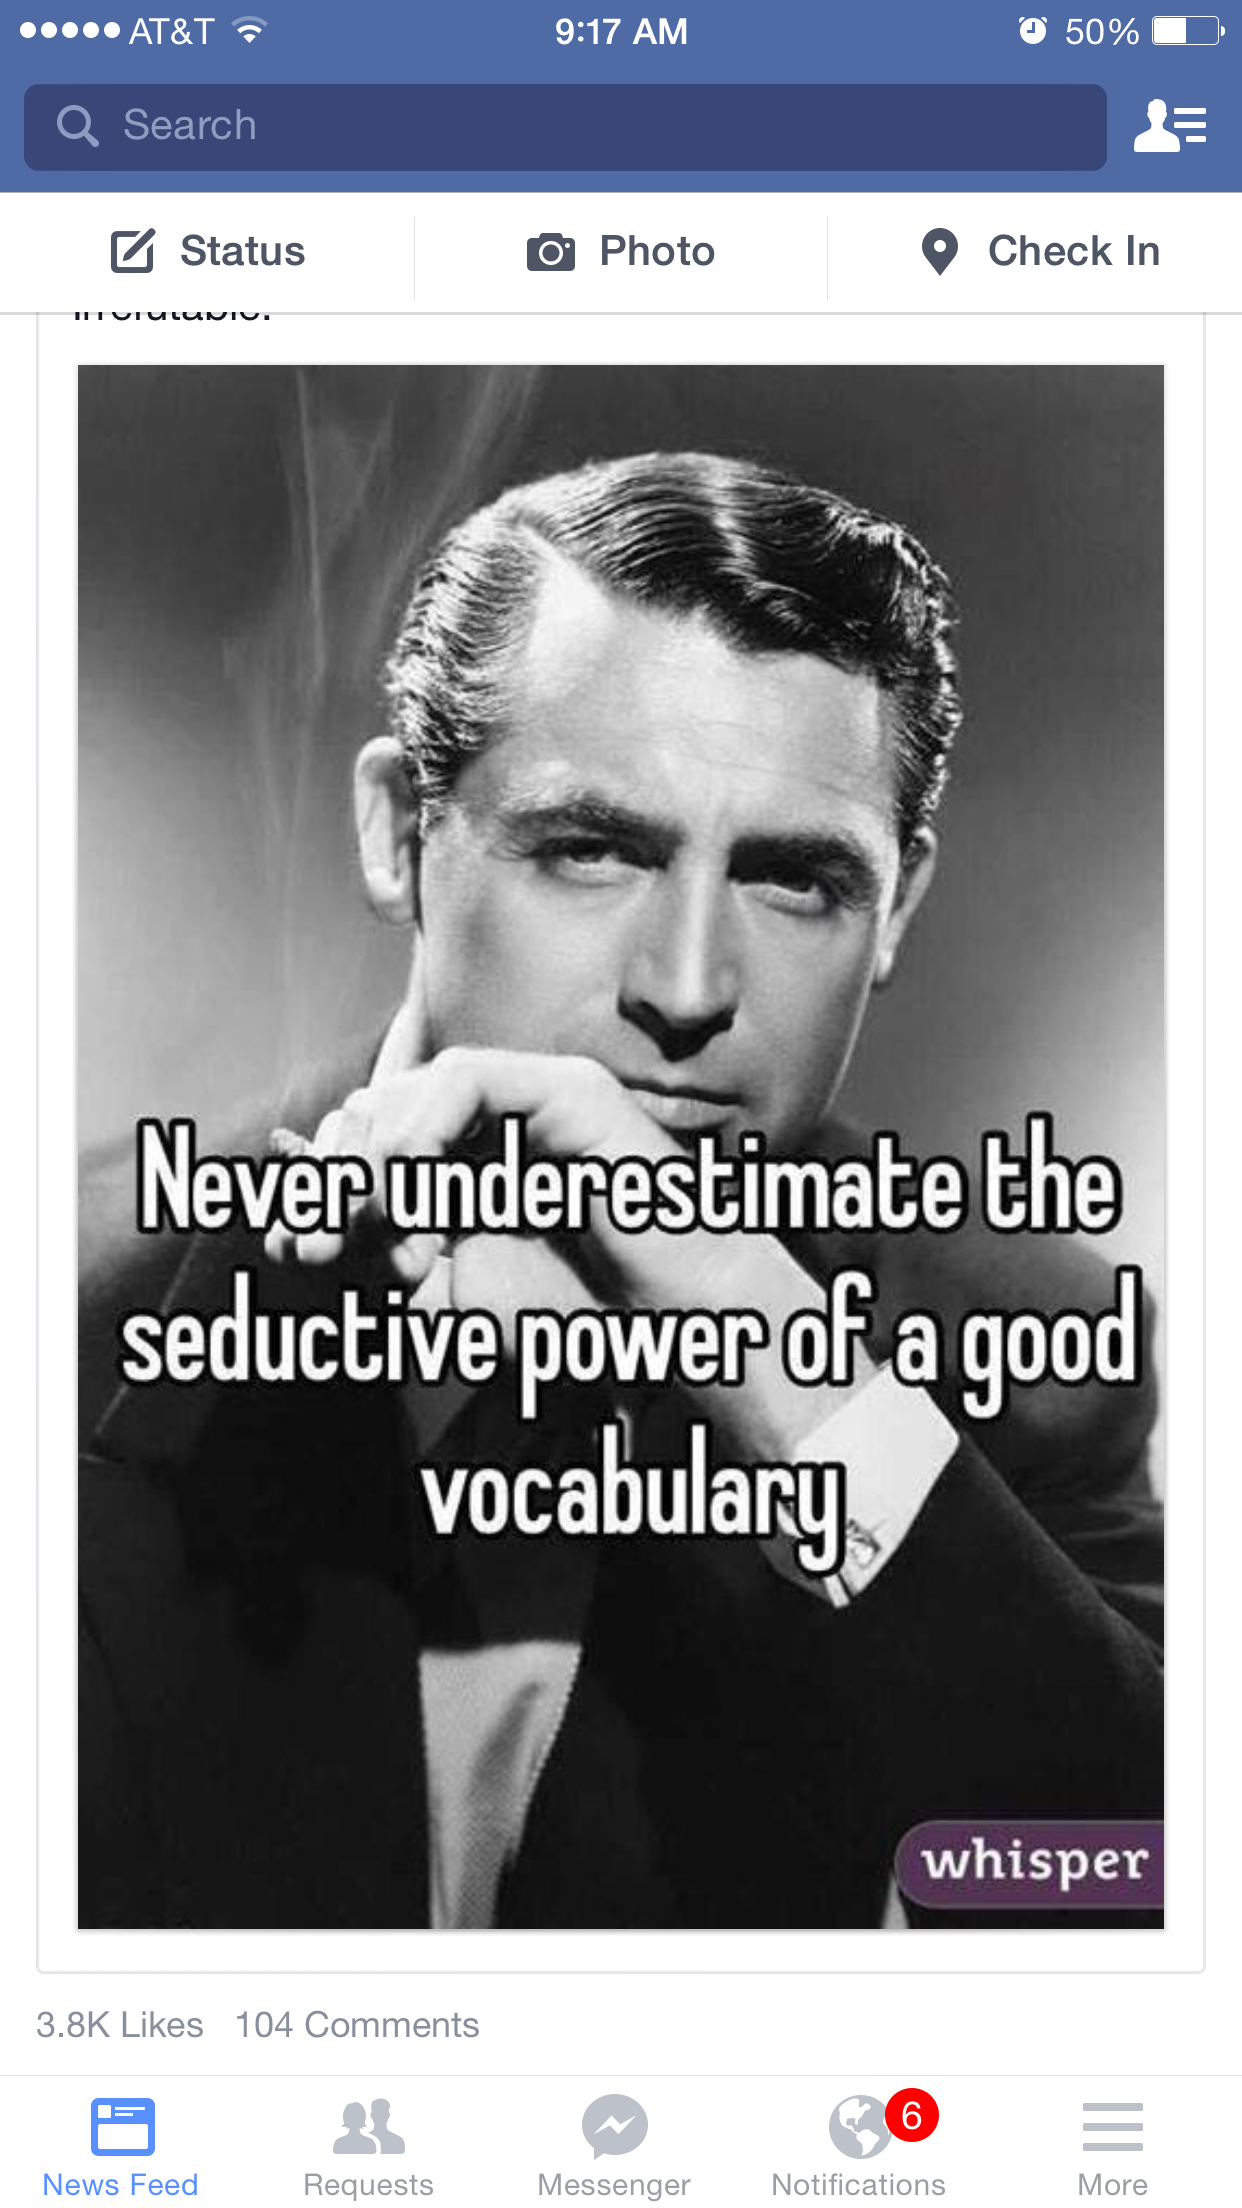 AT&T 9:17 AM 50%
Search
Status Photo Check In
Irrefutable.
Never underestimate the
seductive power of a good
vocabulary
whisper
3.8K Likes 104 Comments
6
News Feed Requests Messenger Notifications More